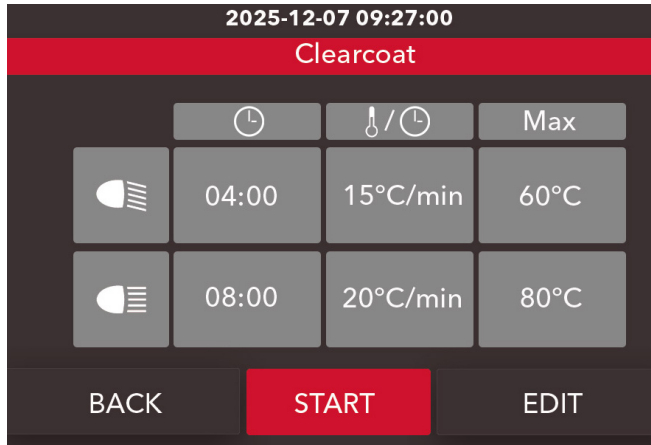 2025-12-07 09:27:00
Clearcoat
/ Max
04:00 15°C/min 60°C
08:00 20°C/min 80°C
BACK START EDIT